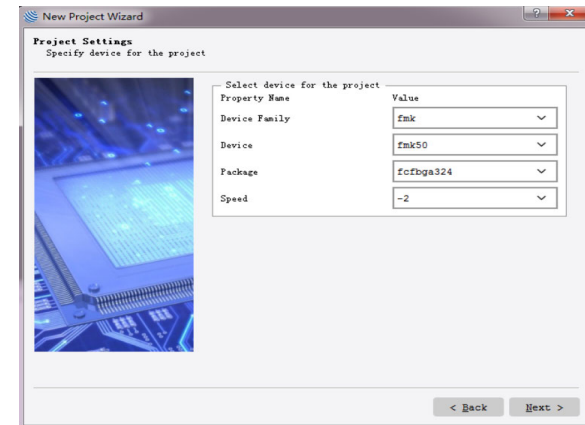 New Project Wizard
Project Settings
Specify device for the project
Select device for the project
Property Name Value
Device Family fmk
Device fmk50
Package fcfbga324
Speed -2
< Back Next >